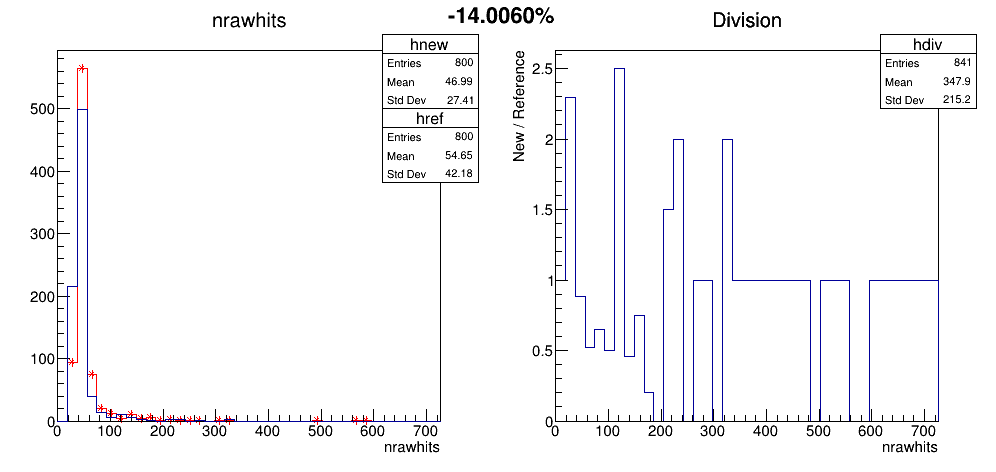 -14.0060%
nrawhits
hnew
Entries 800
Mean 46.99
Std Dev 27.41
href
Entries 800
Mean 54.65
Std Dev 42.18
500
400
300
200
100
0
0 100 200 300 400 500 600 700
nrawhits
Division
hdiv
Entries 841
Mean 347.9
Std Dev 215.2
New / Reference
2.5
2
1.5
1
0.5
0
0 100 200 300 400 500 600 700
nrawhits